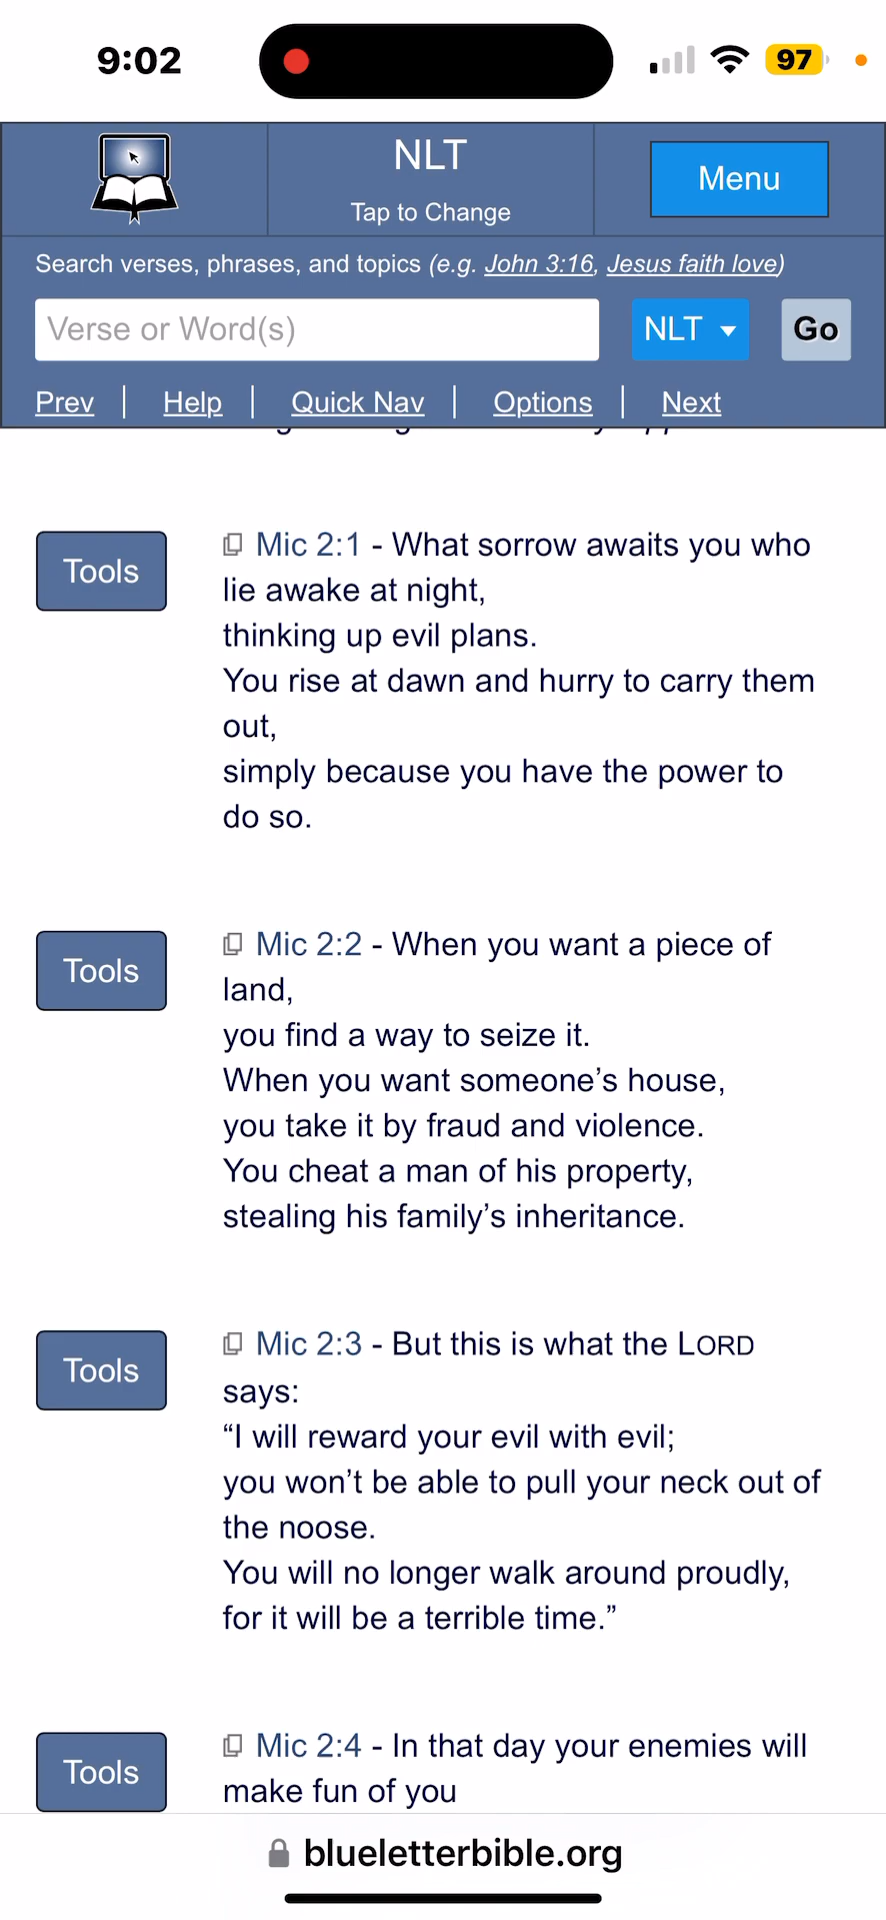 9:02
97
NLT
Tap to Change
Menu
Search verses, phrases, and topics (e.g. John 3:16, Jesus faith love)
Verse or Word(s)
NLT
Go
Prev | Help | Quick Nav | Options | Next
Tools
Mic 2:1 - What sorrow awaits you who
lie awake at night,
thinking up evil plans.
You rise at dawn and hurry to carry them
out,
simply because you have the power to
do so.
Tools
Mic 2:2 - When you want a piece of
land,
you find a way to seize it.
When you want someone’s house,
you take it by fraud and violence.
You cheat a man of his property,
stealing his family’s inheritance.
Tools
Mic 2:3 - But this is what the LORD
says:
“I will reward your evil with evil;
you won’t be able to pull your neck out of
the noose.
You will no longer walk around proudly,
for it will be a terrible time.”
Tools
Mic 2:4 - In that day your enemies will
make fun of you
blueletterbible.org